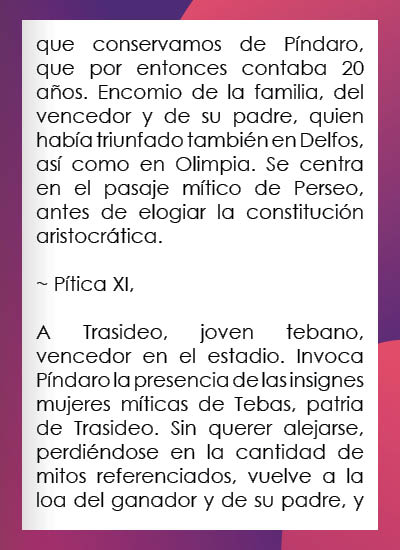 que conservamos de Píndaro,
que por entonces contaba 20
años. Encomio de la familia, del
vencedor y de su padre, quien
había triunfado también en Delfos,
así como en Olimpia. Se centra
en el pasaje mítico de Perseo,
antes de elogiar la constitución
aristocrática.
~ Pítica XI,
A Trasideo, joven tebano,
vencedor en el estadio. Invoca
Píndaro la presencia de las insignes
mujeres míticas de Tebas, patria
de Trasideo. Sin querer alejarse,
perdiéndose en la cantidad de
mitos referenciados, vuelve a la
loa del ganador y de su padre, y